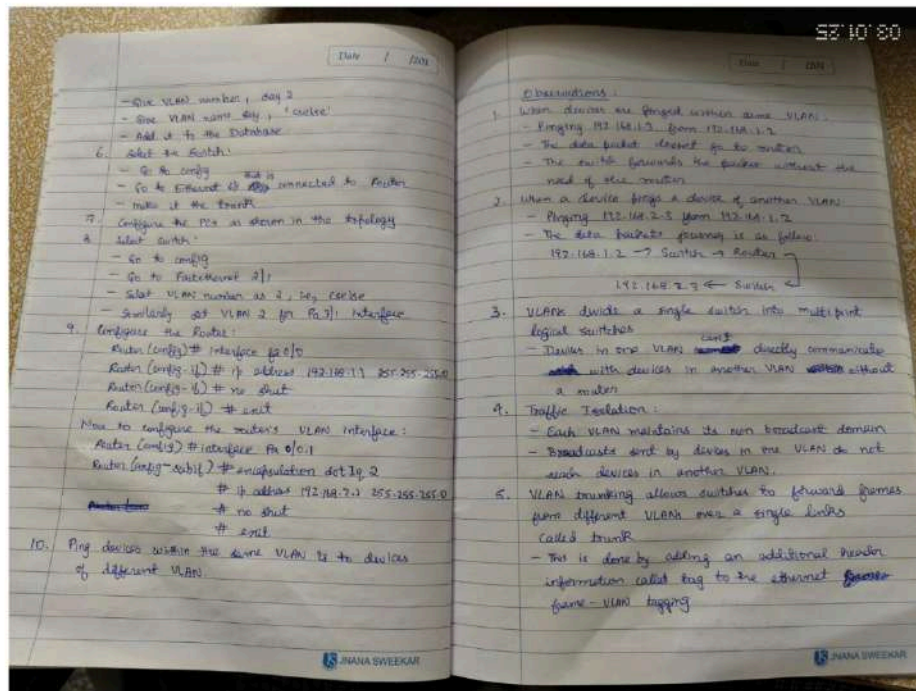 03.01.25
Date / /20
- Give VLAN number, say 2
- Give VLAN name say, 'cselse'
- Add it to the Database
6. Select the Switch:
- Go to config
- Go to Ethernet 6/1 that is connected to Router
- make it the trunk
7. Configure the PCs as shown in the topology
8. Select switch:
- Go to config
- Go to FastEthernet 2/1
- Select VLAN number as 2, ie, cselse
- Similarly set VLAN 2 for Fa 3/1 interface
9. Configure the Router:
Router (config) # interface fa 0/0
Router (config-if) # ip address 192.168.1.1 255.255.255.0
Router (config-if) # no shut
Router (config-if) # exit
Now to configure the router's VLAN interface:
Router (config) # interface Fa 0/0.1
Router (config-subif) # encapsulation dot1q 2
# ip address 192.168.2.1 255.255.255.0
# no shut
# exit
10. Ping devices within the same VLAN & to devices
of different VLAN.
JNANA SWEEKAR
Date / /20
Observations:
1. When devices are pinged within same VLAN.
- Pinging 192.168.1.3 from 192.168.1.2
- The data packet doesnt go to router
- The switch forwards the packet without the
need of the router
2. When a device pings a device of another VLAN
- Pinging 192.168.2.3 from 192.168.1.2
- The data packets journey is as follow:
192.168.1.2 → Switch → Router
192.168.2.3 ← Switch ←
3. VLANs divide a single switch into multiple
logical switches
- Devices in one VLAN cant directly communicate
with devices in another VLAN without
a router
4. Traffic Isolation:
- Each VLAN maintains its own broadcast domain
- Broadcasts sent by devices in one VLAN do not
reach devices in another VLAN.
5. VLAN trunking allows switches to forward frames
from different VLANs over a single links
called trunk
- This is done by adding an additional header
information called tag to the ethernet
frame - VLAN tagging
JNANA SWEEKAR